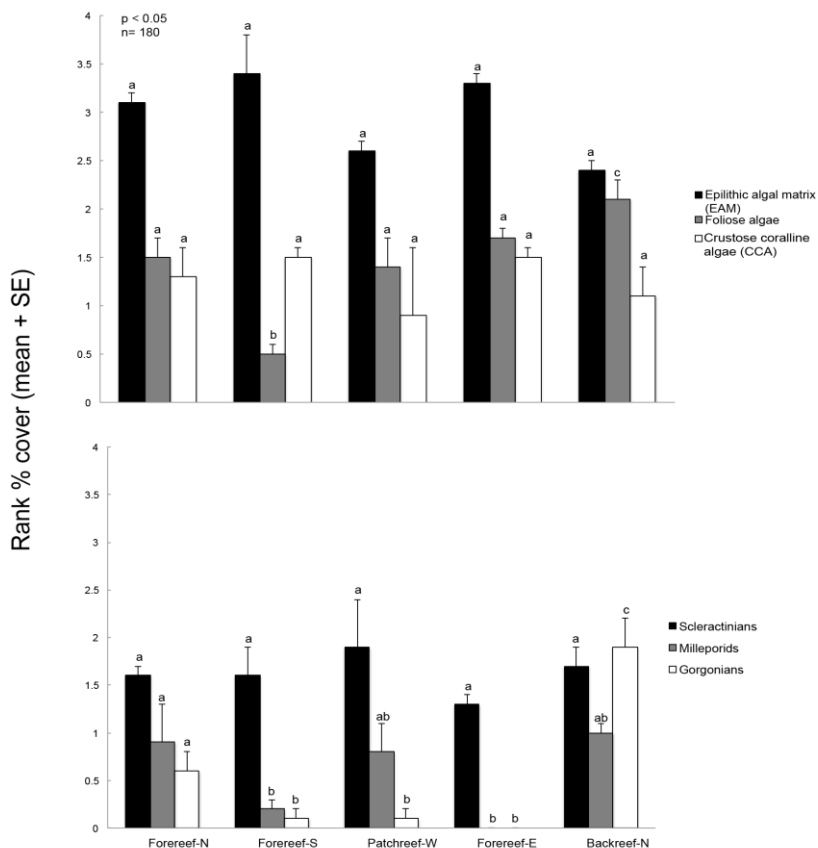 Rank % cover (mean + SE)
p < 0.05
n= 180
4
3.5
3
2.5
2
1.5
1
0.5
0
a
a
a
a
b
a
a
a
a
a
a
a
a
c
a
Epilithic algal matrix
(EAM)
Foliose algae
Crustose coralline
algae (CCA)
4
3.5
3
2.5
2
1.5
1
0.5
0
a
a
a
a
b
b
a
ab
b
a
b
b
a
ab
c
Scleractinians
Milleporids
Gorgonians
Forereef-N
Forereef-S
Patchreef-W
Forereef-E
Backreef-N